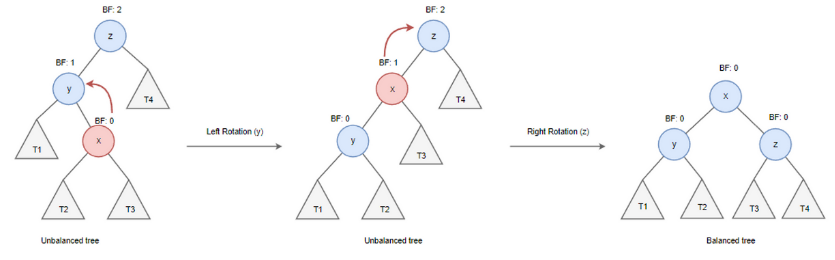 BF: 2
z
BF: 1
y
T4
BF: 0
x
T1
T2
T3
Unbalanced tree
Left Rotation (y)
BF: 2
z
BF: 1
x
T4
BF: 0
y
T3
T1
T2
Unbalanced tree
Right Rotation (z)
BF: 0
x
BF: 0
y
BF: 0
z
T1
T2
T3
T4
Balanced tree